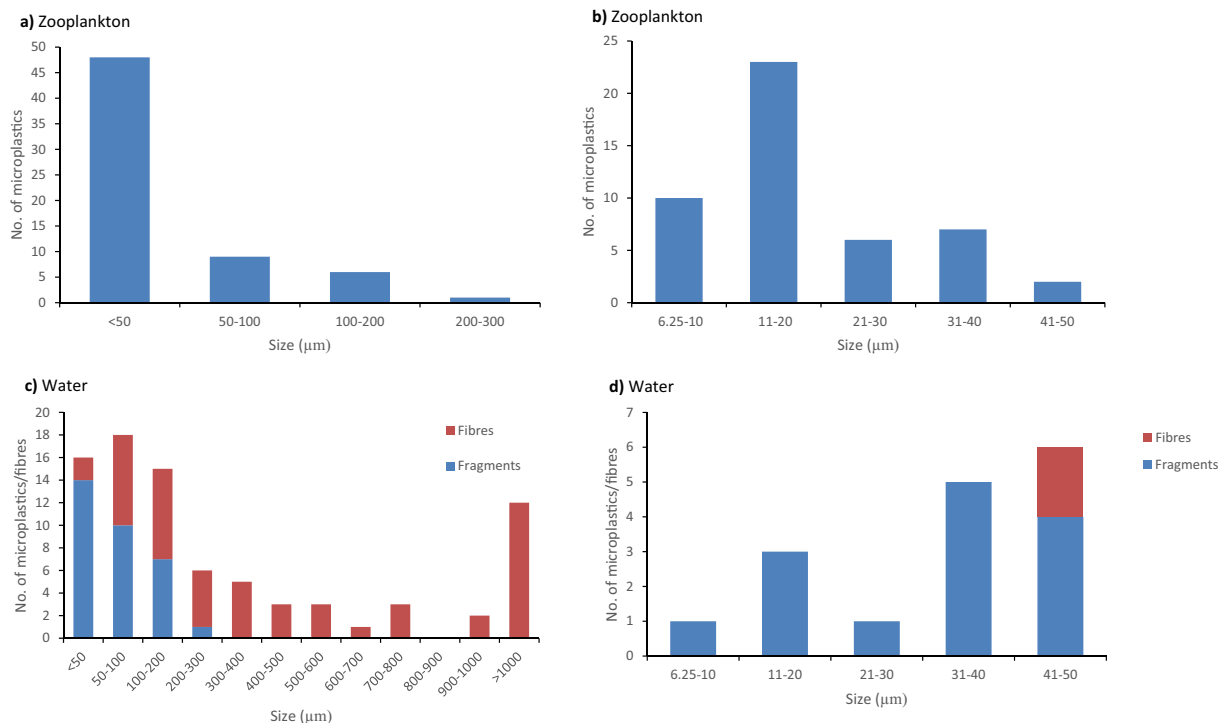 a) Zooplankton
50
45
40
35
30
25
20
15
10
5
0
No. of microplastics
<50 50-100 100-200 200-300
Size (μm)
b) Zooplankton
25
20
15
10
5
0
No. of microplastics
6.25-10 11-20 21-30 31-40 41-50
Size (μm)
c) Water
20
18
16
14
12
10
8
6
4
2
0
No. of microplastics/fibres
Fibres
Fragments
<50 50-100 100-200 200-300 300-400 400-500 500-600 600-700 700-800 800-900 900-1000 >1000
Size (μm)
d) Water
7
6
5
4
3
2
1
0
No. of microplastics/fibres
Fibres
Fragments
6.25-10 11-20 21-30 31-40 41-50
Size (μm)